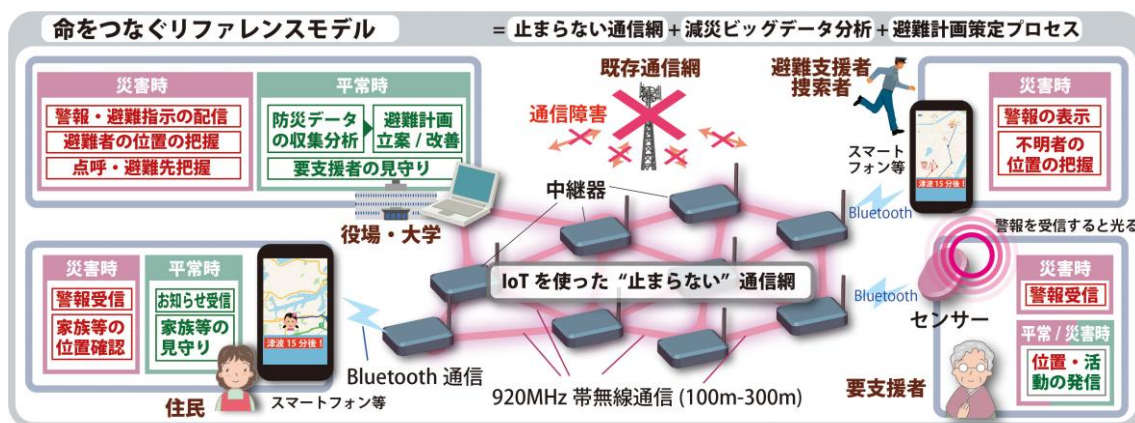 命をつなぐリファレンスモデル
= 止まらない通信網 + 減災ビッグデータ分析 + 避難計画策定プロセス
災害時
警報・避難指示の配信
避難者の位置の把握
点呼・避難先把握
平常時
防災データ
の収集分析
避難計画
立案 / 改善
要支援者の見守り
役場・大学
既存通信網
通信障害
中継器
避難支援者
捜索者
スマート
フォン等
津波 15 分後！
Bluetooth
災害時
警報の表示
不明者の
位置の把握
IoT を使った “止まらない” 通信網
災害時
警報受信
家族等の
位置確認
平常時
お知らせ受信
家族等の
見守り
住民
津波 15 分後！
スマートフォン等
Bluetooth 通信
920MHz 帯無線通信 (100m-300m)
警報を受信すると光る
Bluetooth
センサー
要支援者
災害時
警報受信
平常 / 災害時
位置・活
動の発信